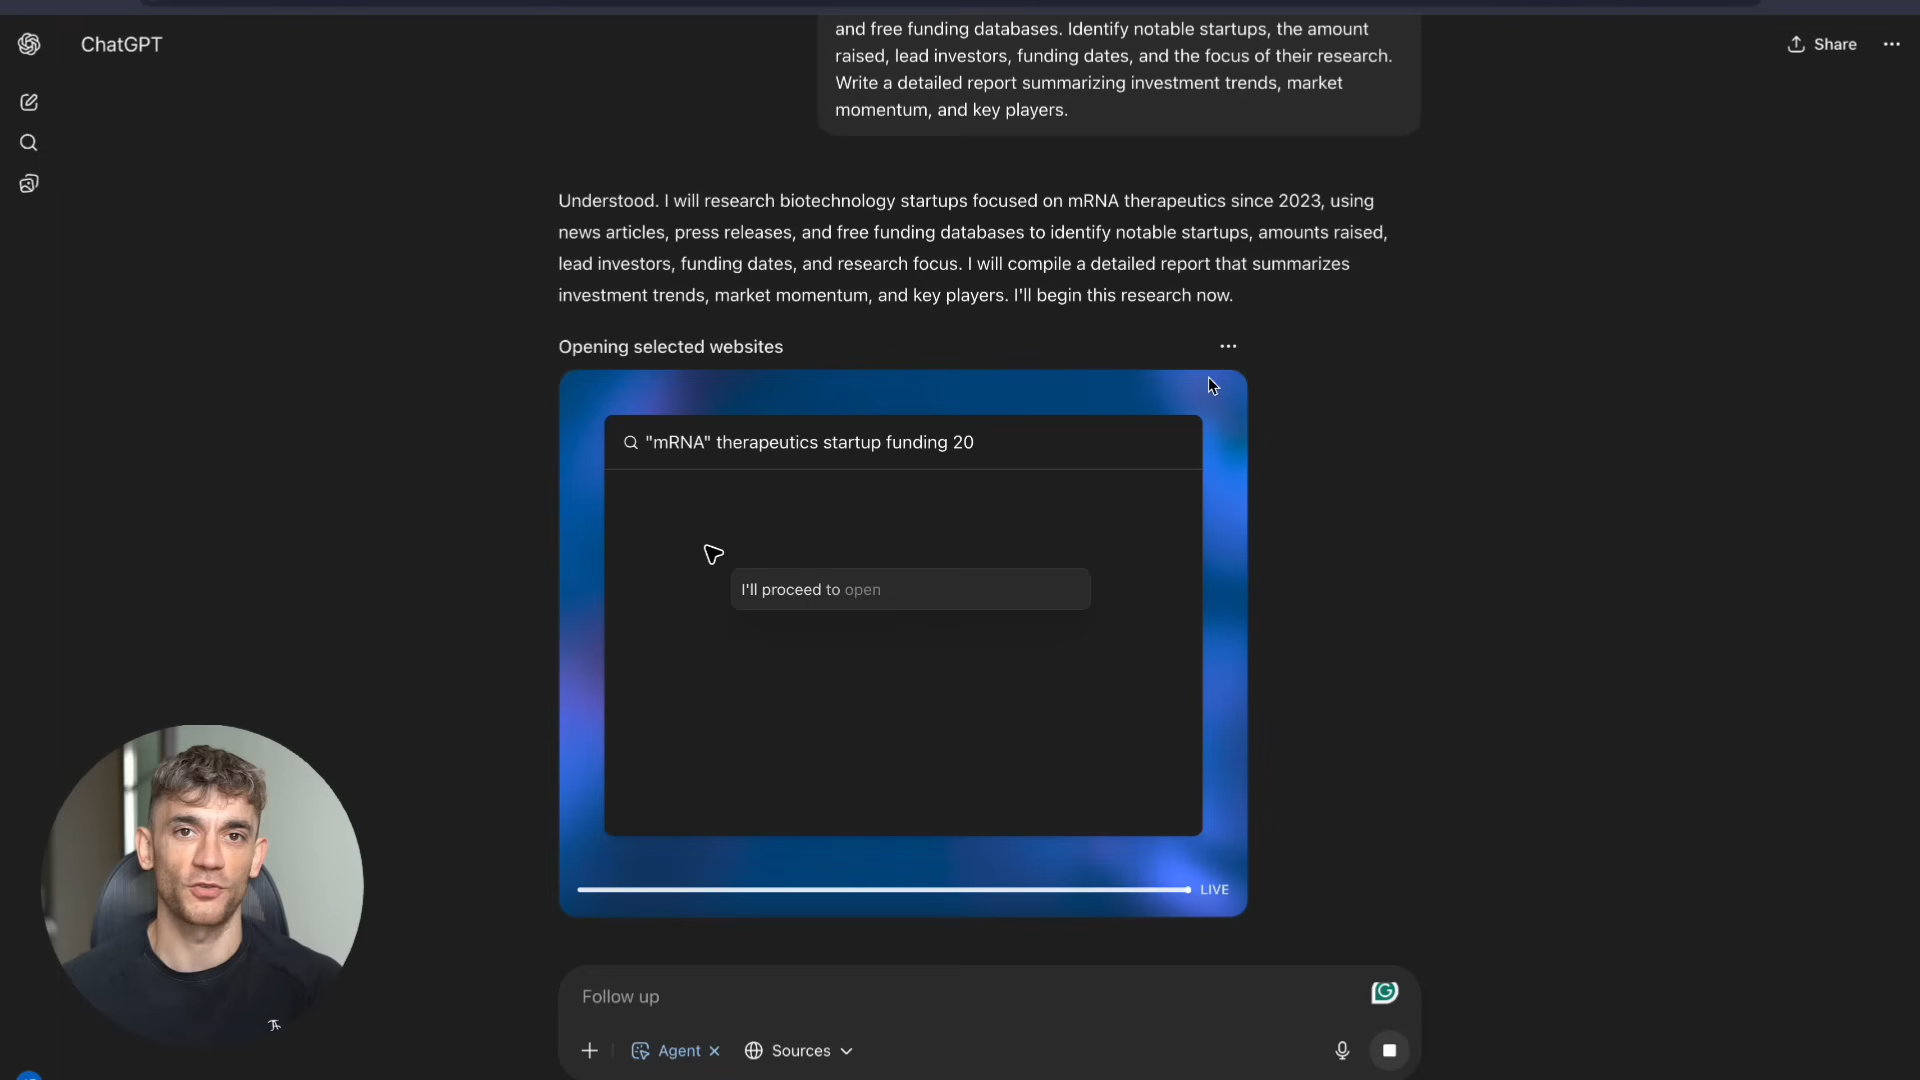 ChatGPT
Share
and free funding databases. Identify notable startups, the amount
raised, lead investors, funding dates, and the focus of their research.
Write a detailed report summarizing investment trends, market
momentum, and key players.
Understood. I will research biotechnology startups focused on mRNA therapeutics since 2023, using
news articles, press releases, and free funding databases to identify notable startups, amounts raised,
lead investors, funding dates, and research focus. I will compile a detailed report that summarizes
investment trends, market momentum, and key players. I'll begin this research now.
Opening selected websites
"mRNA" therapeutics startup funding 20
I'll proceed to open
LIVE
Follow up
Agent
Sources